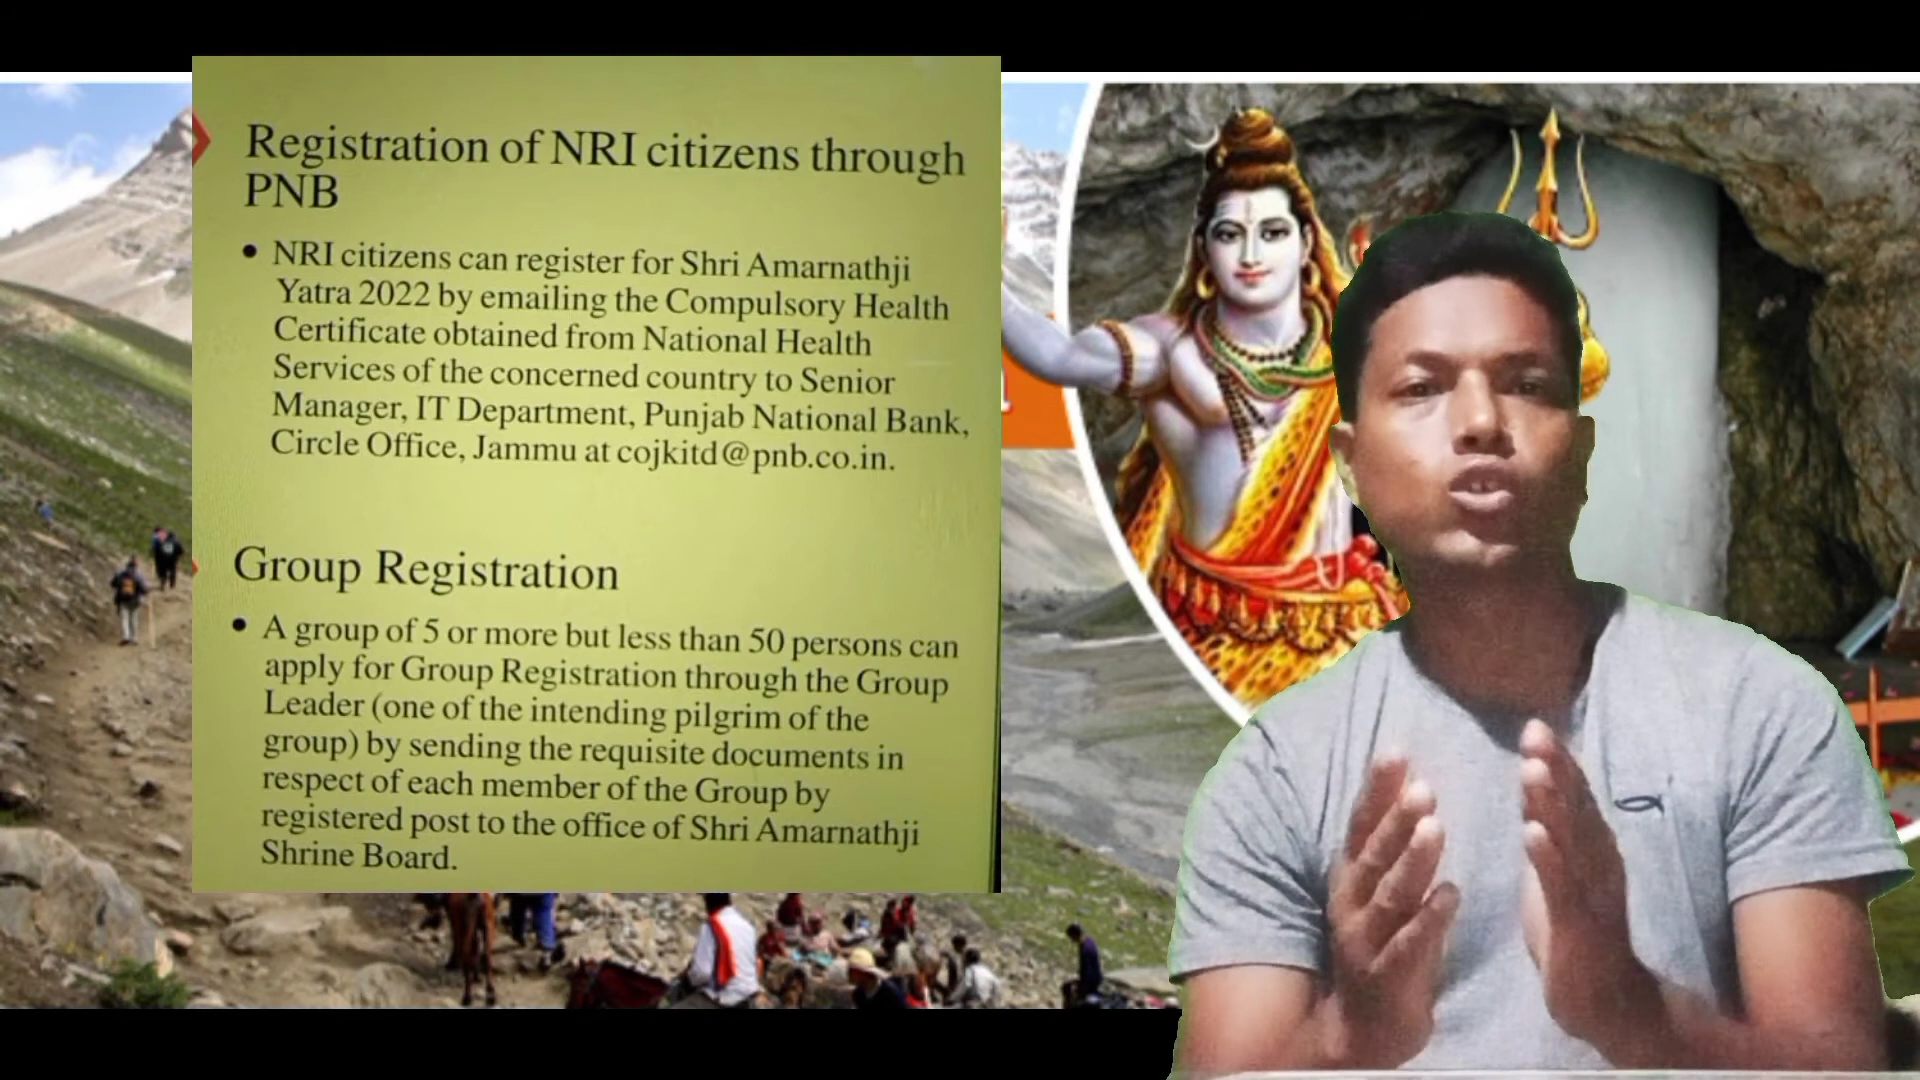 Registration of NRI citizens through
PNB
• NRI citizens can register for Shri Amarnathji
Yatra 2022 by emailing the Compulsory Health
Certificate obtained from National Health
Services of the concerned country to Senior
Manager, IT Department, Punjab National Bank,
Circle Office, Jammu at cojkitd@pnb.co.in.
Group Registration
• A group of 5 or more but less than 50 persons can
apply for Group Registration through the Group
Leader (one of the intending pilgrim of the
group) by sending the requisite documents in
respect of each member of the Group by
registered post to the office of Shri Amarnathji
Shrine Board.